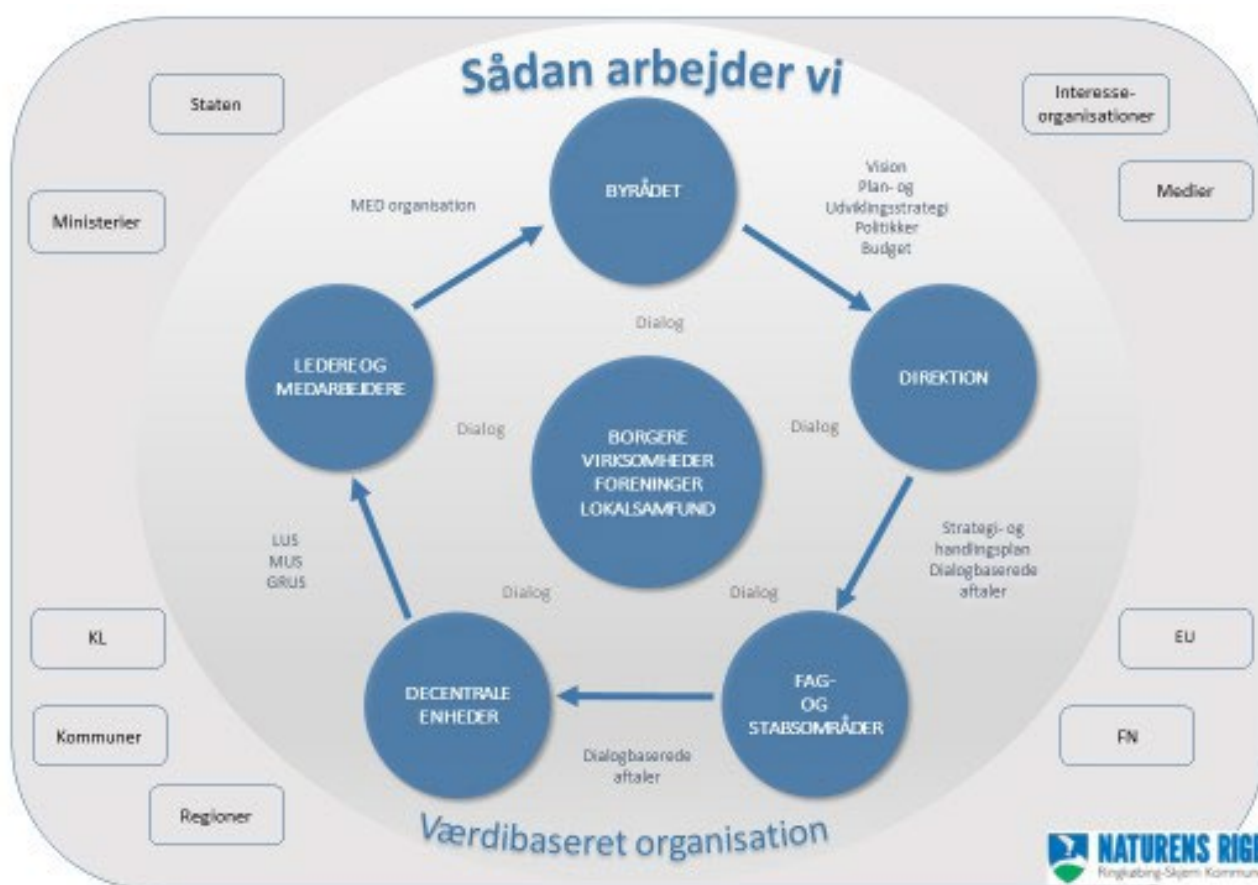 Sådan arbejder vi
Staten
Interesse-
organisationer
Ministerier
Medier
BYRÅDET
MED organisation
Vision
Plan- og
Udviklingsstrategi
Politikker
Budget
LEDERE OG
MEDARBEJDERE
Dialog
DIREKTION
Dialog
Dialog
BORGERE
VIRKSOMHEDER
FORENINGER
LOKALSAMFUND
LUS
MUS
GRUS
Strategi- og
handlingsplan
Dialogbaserede
aftaler
Dialog
Dialog
KL
EU
DECENTRALE
ENHEDER
FAG-
OG
STABSOMRÅDER
Kommuner
FN
Dialogbaserede
aftaler
Regioner
Værdibaseret organisation
NATURENS RIGE
Ringkøbing-Skjern Kommun